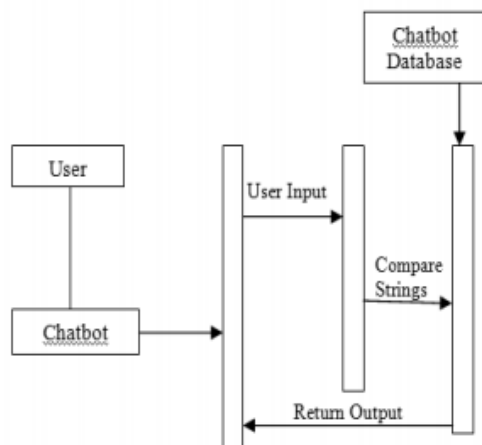 Chatbot
Database
User
User Input
Compare
Strings
Chatbot
Return Output